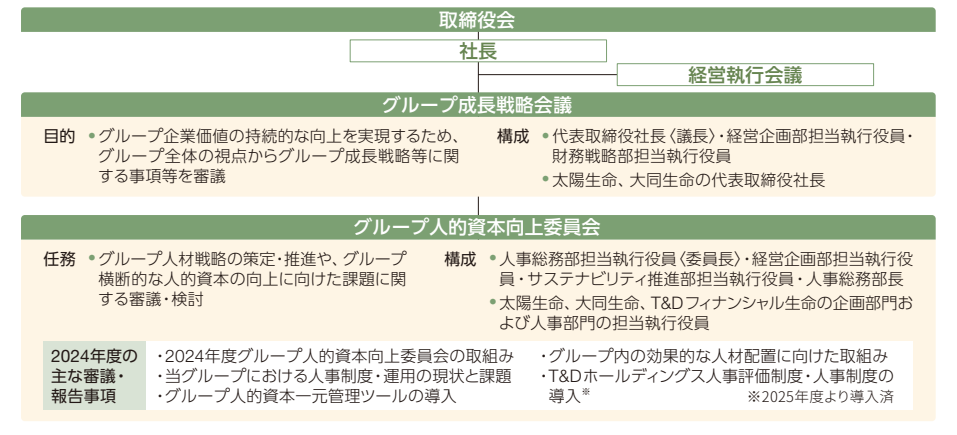 取締役会
社長
経営執行会議
グループ成長戦略会議
目的 •グループ企業価値の持続的な向上を実現するため、
グループ全体の視点からグループ成長戦略等に関
する事項等を審議
構成 •代表取締役社長〈議長〉・経営企画部担当執行役員・
財務戦略部担当執行役員
•太陽生命、大同生命の代表取締役社長
グループ人的資本向上委員会
任務 •グループ人材戦略の策定・推進や、グループ
横断的な人的資本の向上に向けた課題に関
する審議・検討
構成 •人事総務部担当執行役員〈委員長〉・経営企画部担当執行役
員・サステナビリティ推進部担当執行役員・人事総務部長
•太陽生命、大同生命、T&Dフィナンシャル生命の企画部門お
よび人事部門の担当執行役員
2024年度の
主な審議・
報告事項
・2024年度グループ人的資本向上委員会の取組み
・当グループにおける人事制度・運用の現状と課題
・グループ人的資本一元管理ツールの導入
・グループ内の効果的な人材配置に向けた取組み
・T&Dホールディングス人事評価制度・人事制度の
導入※
※2025年度より導入済